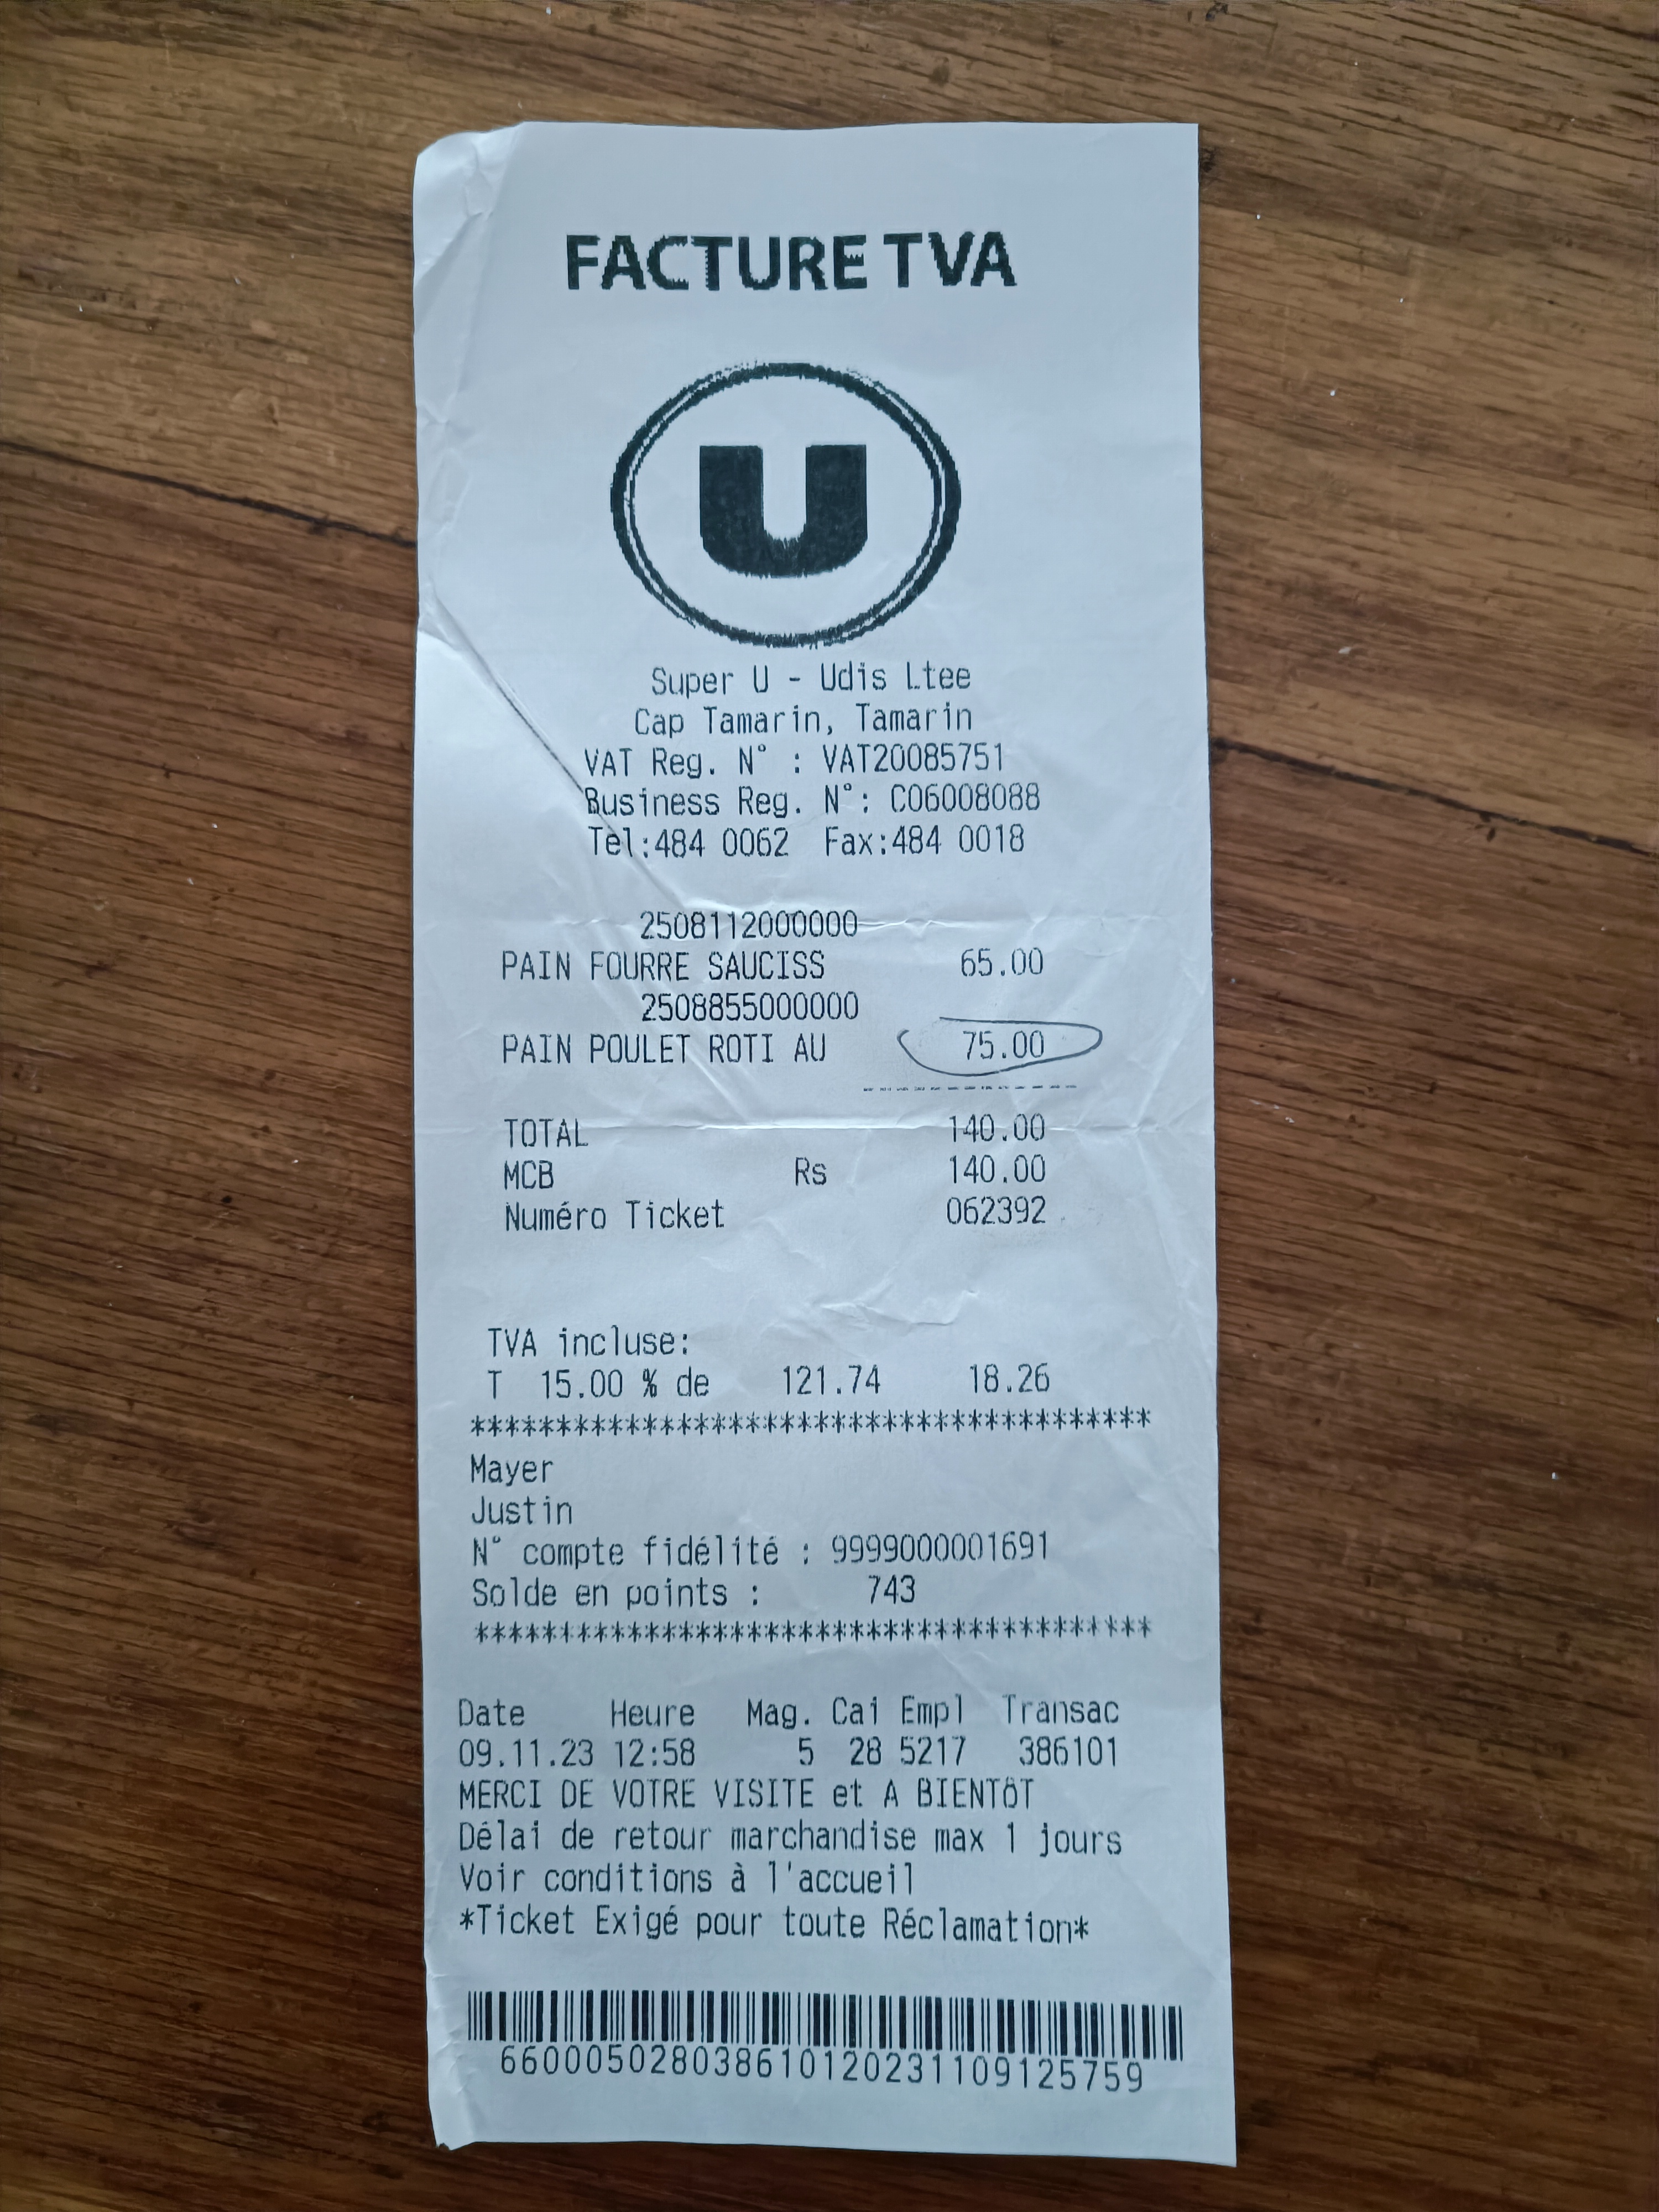 FACTURE TVA
U
Super U - Udis Ltee
Cap Tamarin, Tamarin
VAT Reg. N° : VAT20085751
Business Reg. N°: C06008088
Tel:484 0062 Fax:484 0018
2508112000000
PAIN FOURRE SAUCISS 65.00
2508855000000
PAIN POULET ROTI AU 75.00
TOTAL 140.00
MCB Rs 140.00
Numéro Ticket 062392
TVA incluse:
T 15.00 % de 121.74 18.26
****************************************
Mayer
Justin
N° compte fidélité : 9999000001691
Solde en points : 743
****************************************
Date Heure Mag. Cai Empl Transac
09.11.23 12:58 5 28 5217 386101
MERCI DE VOTRE VISITE et A BIENTÔT
Délai de retour marchandise max 1 jours
Voir conditions à l'accueil
*Ticket Exigé pour toute Réclamation*
66000502803861012023110912​5759